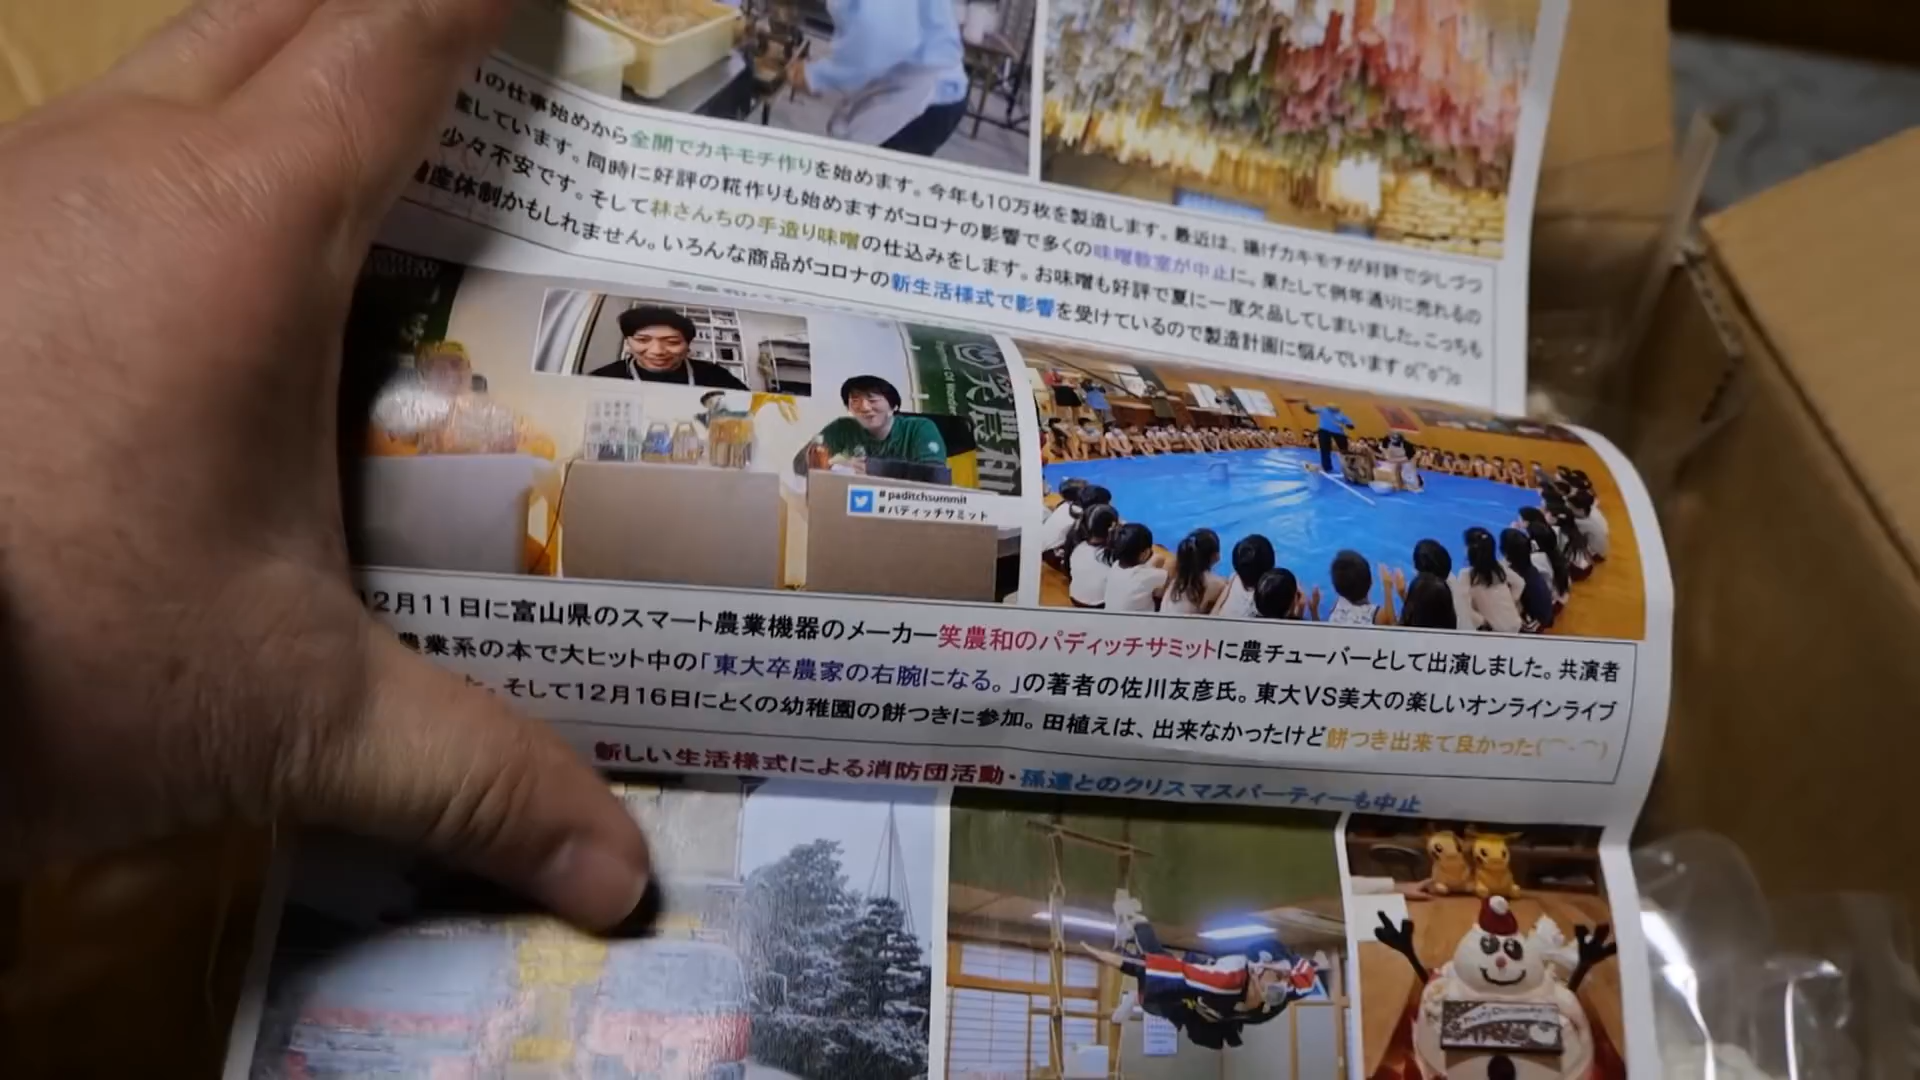 の仕事始めから全開でカキモチ作りを始めます。今年も10万枚を製造します。最近は、揚げカキモチが好評で少しづつ
産しています。同時に好評の糀作りも始めますがコロナの影響で多くの味噌教室が中止に。果たして例年通りに売れるの
少々不安です。そして林さんちの手造り味噌の仕込みをします。お味噌も好評で夏に一度欠品してしまいました。こっちも
産体制かもしれません。いろんな商品がコロナの新生活様式で影響を受けているので製造計画に悩んでいます
笑農和
#paditchsummit
#パディッチサミット
12月11日に富山県のスマート農業機器のメーカー笑農和のパディッチサミットに農チューバーとして出演しました。共演者
農業系の本で大ヒット中の「東大卒農家の右腕になる。」の著者の佐川友彦氏。東大VS美大の楽しいオンラインライブ
た。そして12月16日にとくの幼稚園の餅つきに参加。田植えは、出来なかったけど餅つき出来て良かった(⌒-⌒)
新しい生活様式による消防団活動・孫達とのクリスマスパーティーも中止